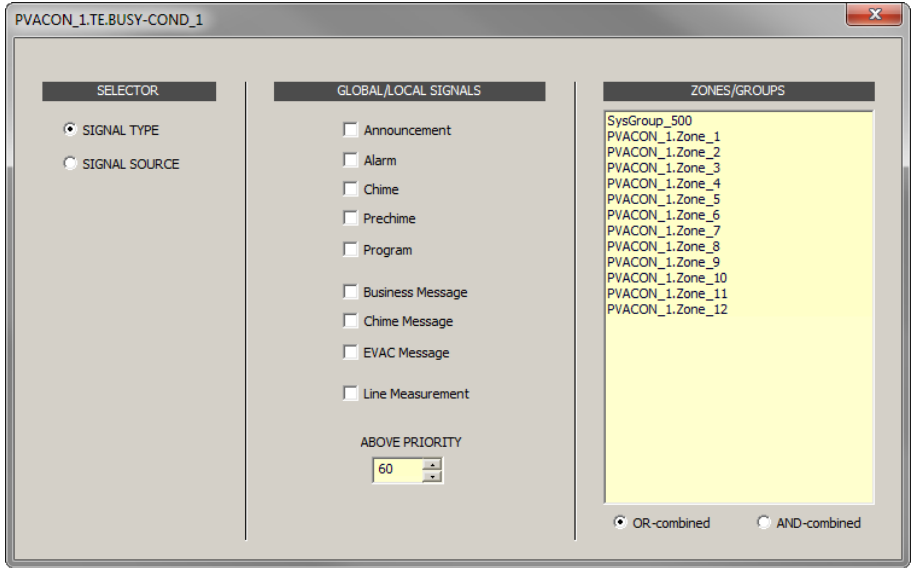 PVACON_1.TE.BUSY-COND_1
SELECTOR
SIGNAL TYPE
SIGNAL SOURCE
GLOBAL/LOCAL SIGNALS
Announcement
Alarm
Chime
Prechime
Program
Business Message
Chime Message
EVAC Message
Line Measurement
ABOVE PRIORITY
60
ZONES/GROUPS
SysGroup_500
PVACON_1.Zone_1
PVACON_1.Zone_2
PVACON_1.Zone_3
PVACON_1.Zone_4
PVACON_1.Zone_5
PVACON_1.Zone_6
PVACON_1.Zone_7
PVACON_1.Zone_8
PVACON_1.Zone_9
PVACON_1.Zone_10
PVACON_1.Zone_11
PVACON_1.Zone_12
OR-combined AND-combined